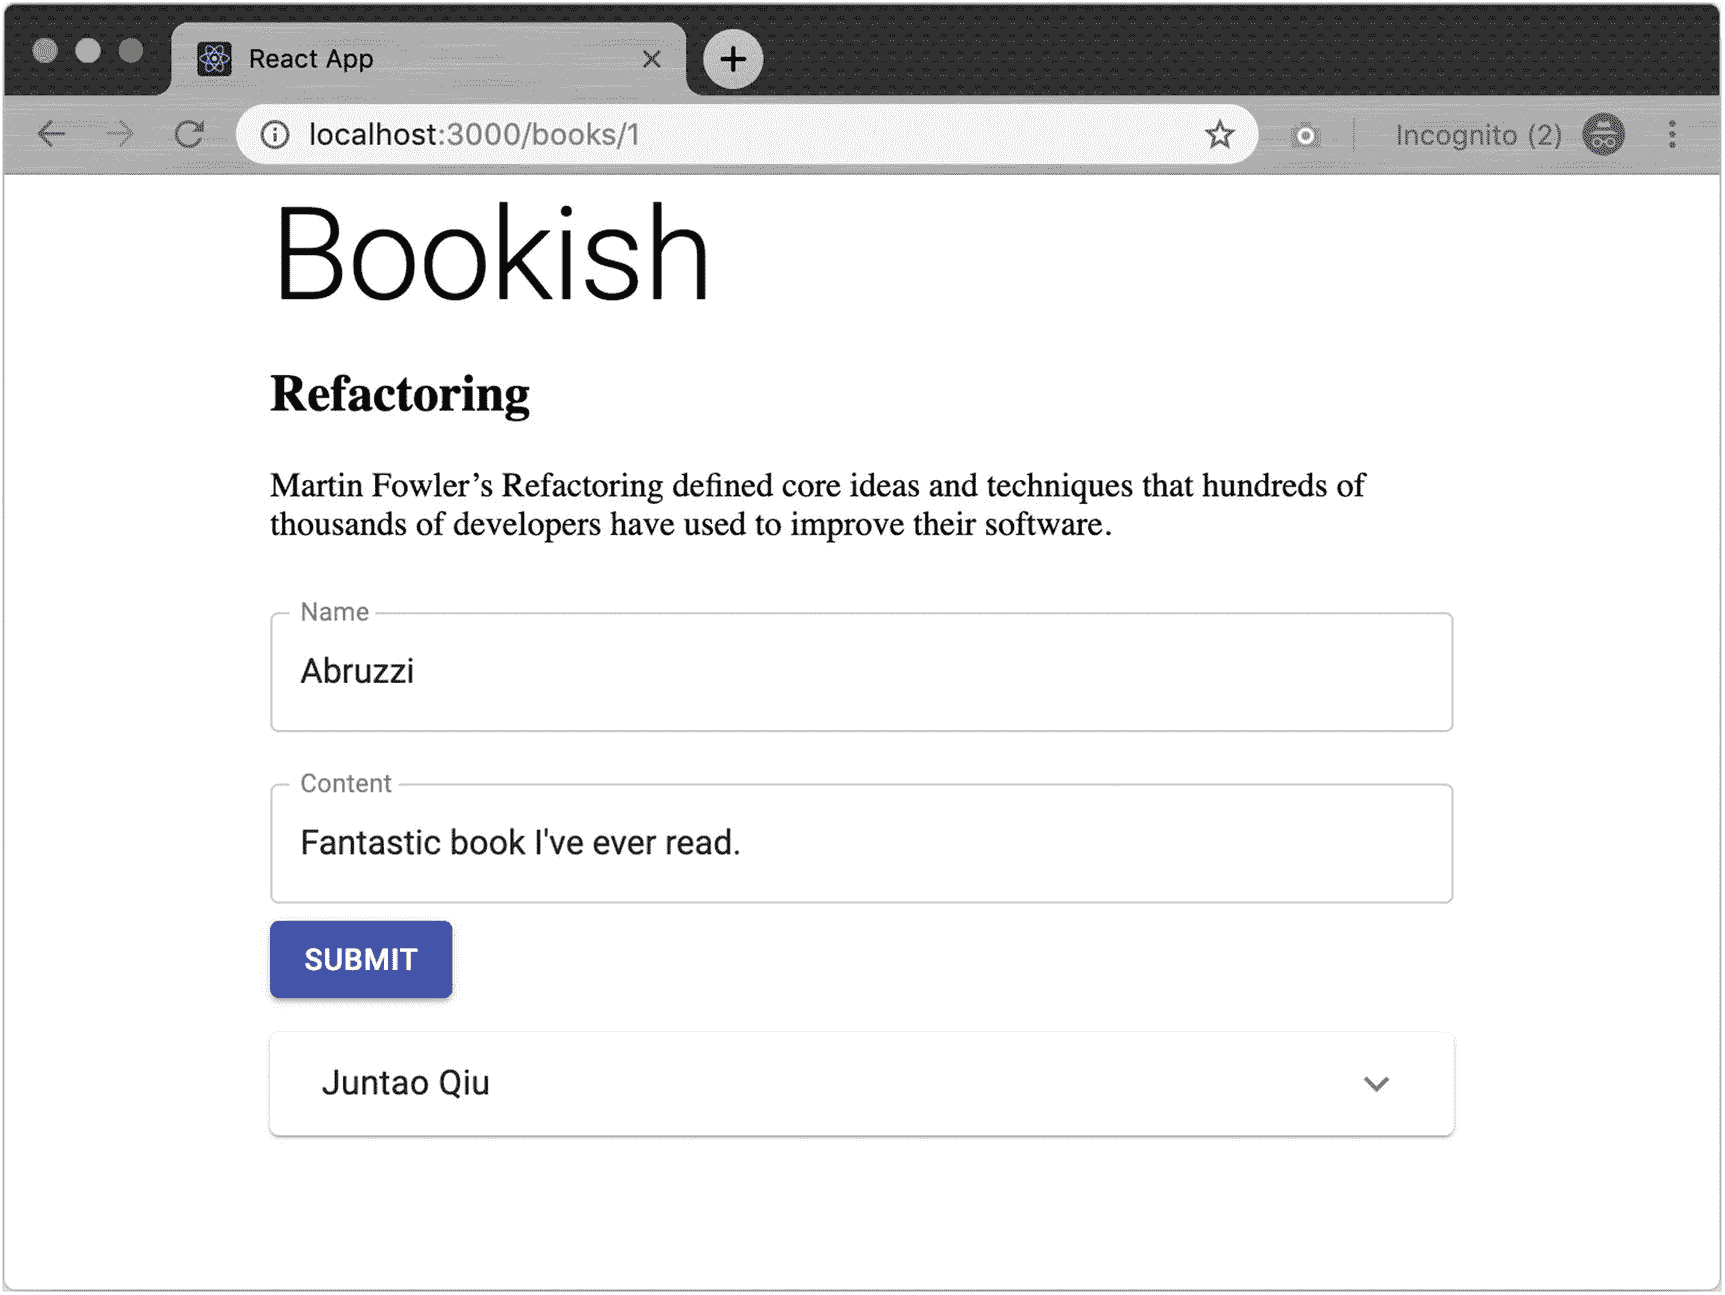 React App
localhost:3000/books/1
Incognito (2)
Bookish
Refactoring
Martin Fowler’s Refactoring defined core ideas and techniques that hundreds of
thousands of developers have used to improve their software.
Name
Abruzzi
Content
Fantastic book I've ever read.
SUBMIT
Juntao Qiu